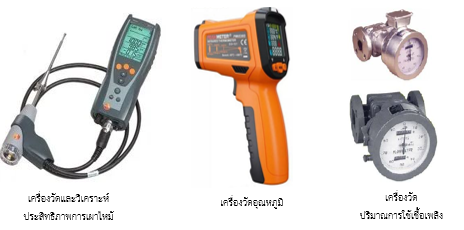 เครื่องวัดและวิเคราะห์
ประสิทธิภาพการเผาไหม้
เครื่องวัดอุณหภูมิ
เครื่องวัด
ปริมาณการใช้เชื้อเพลิง